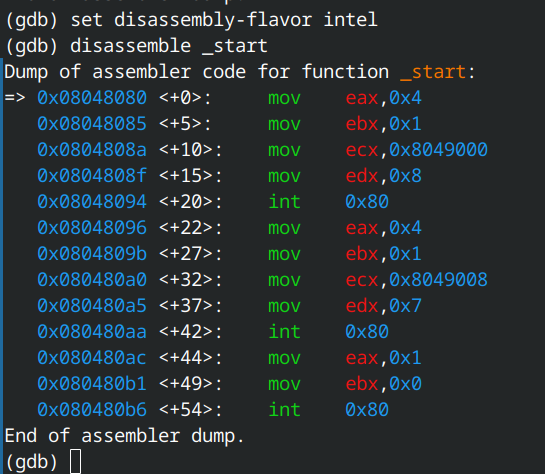 (gdb) set disassembly-flavor intel
(gdb) disassemble _start
Dump of assembler code for function _start:
=> 0x08048080 <+0>:     mov    eax,0x4
   0x08048085 <+5>:     mov    ebx,0x1
   0x0804808a <+10>:    mov    ecx,0x8049000
   0x0804808f <+15>:    mov    edx,0x8
   0x08048094 <+20>:    int    0x80
   0x08048096 <+22>:    mov    eax,0x4
   0x0804809b <+27>:    mov    ebx,0x1
   0x080480a0 <+32>:    mov    ecx,0x8049008
   0x080480a5 <+37>:    mov    edx,0x7
   0x080480aa <+42>:    int    0x80
   0x080480ac <+44>:    mov    eax,0x1
   0x080480b1 <+49>:    mov    ebx,0x0
   0x080480b6 <+54>:    int    0x80
End of assembler dump.
(gdb)